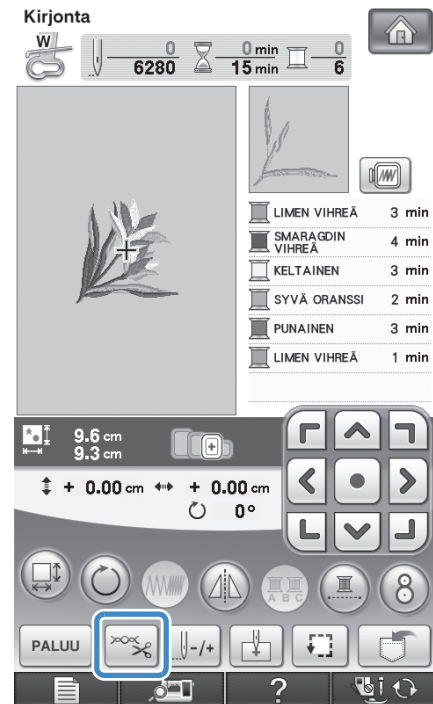 Kirjonta
W
0 0 min 0
6280 15 min 6
LIMEN VIHREÄ 3 min
SMARAGDIN
VIHREÄ 4 min
KELTAINEN 3 min
SYVÄ ORANSSI 2 min
PUNAINEN 3 min
LIMEN VIHREÄ 1 min
9.6 cm
9.3 cm
+ 0.00 cm + 0.00 cm
0°
A B C
8
PALUU -/+
?